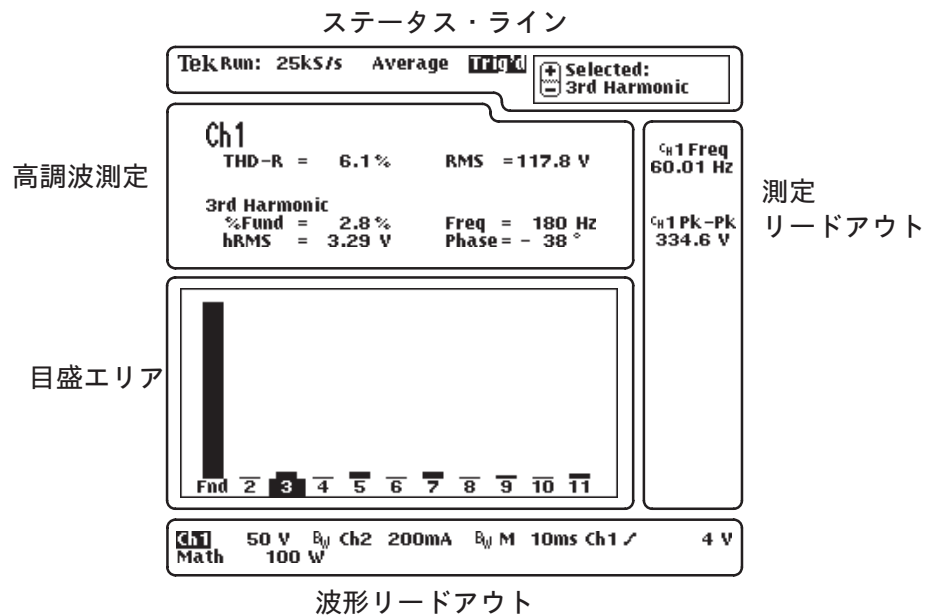 ステータス・ライン
Tek Run: 25kS/s Average Trig'd
Selected:
3rd Harmonic
高調波測定
Ch1
THD-R = 6.1% RMS =117.8 V
3rd Harmonic
%Fund = 2.8% Freq = 180 Hz
hRMS = 3.29 V Phase= - 38°
CH1 Freq
60.01 Hz
CH1 Pk-Pk
334.6 V
測定
リードアウト
目盛エリア
Fnd 2 3 4 5 6 7 8 9 10 11
Ch1 50 V BW Ch2 200mA BW M 10ms Ch1 / 4 V
Math 100 W
波形リードアウト